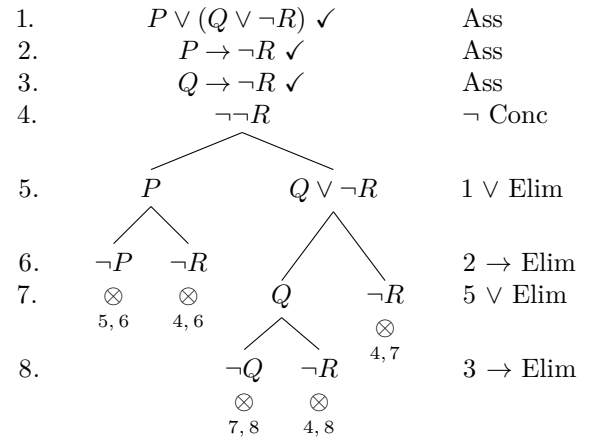 1. P ∨ (Q ∨ ¬R) ✓ Ass
2. P → ¬R ✓ Ass
3. Q → ¬R ✓ Ass
4. ¬¬R ¬ Conc
5. P Q ∨ ¬R 1 ∨ Elim
6. ¬P ¬R 2 → Elim
7. ⊗ ⊗ Q ¬R 5 ∨ Elim
5, 6 4, 6 ⊗
4, 7
8. ¬Q ¬R 3 → Elim
⊗ ⊗
7, 8 4, 8